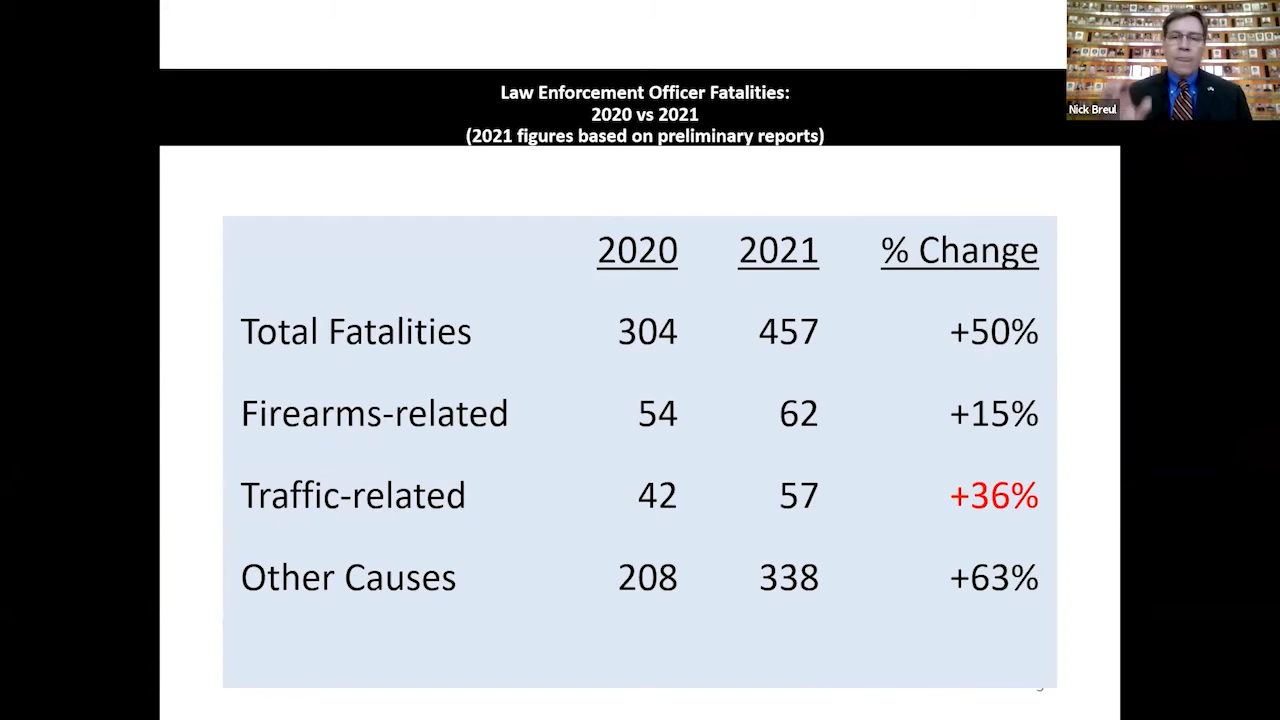 Law Enforcement Officer Fatalities:
2020 vs 2021
(2021 figures based on preliminary reports)
Nick Breul
2020 2021 % Change
Total Fatalities 304 457 +50%
Firearms-related 54 62 +15%
Traffic-related 42 57 +36%
Other Causes 208 338 +63%